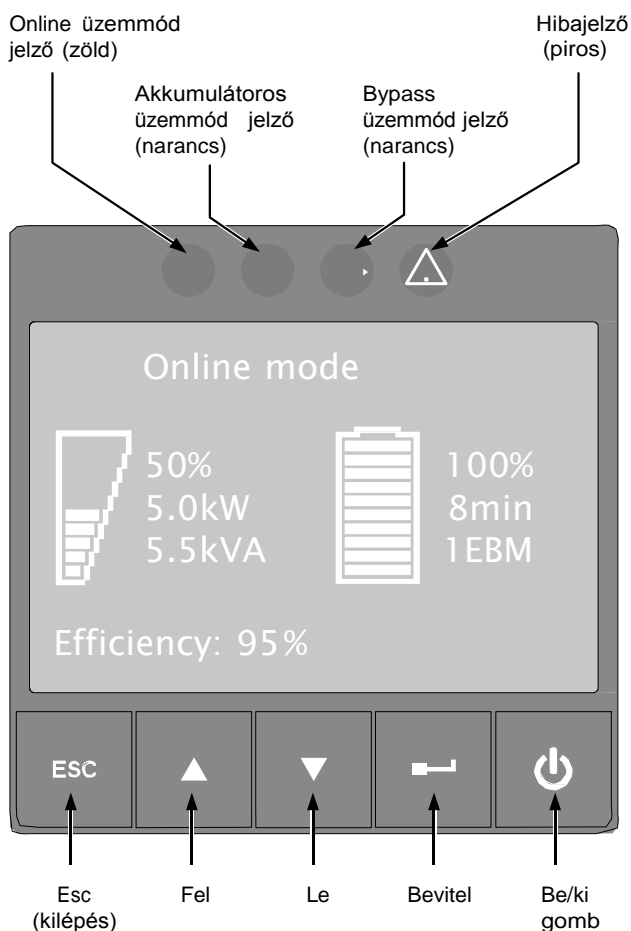 Online üzemmód
jelző (zöld)
Hibajelző
(piros)
Akkumulátoros
üzemmód jelző
(narancs)
Bypass
üzemmód jelző
(narancs)
Online mode
50%
5.0kW
5.5kVA
100%
8min
1EBM
Efficiency: 95%
ESC
Esc
(kilépés)
Fel
Le
Bevitel
Be/ki
gomb